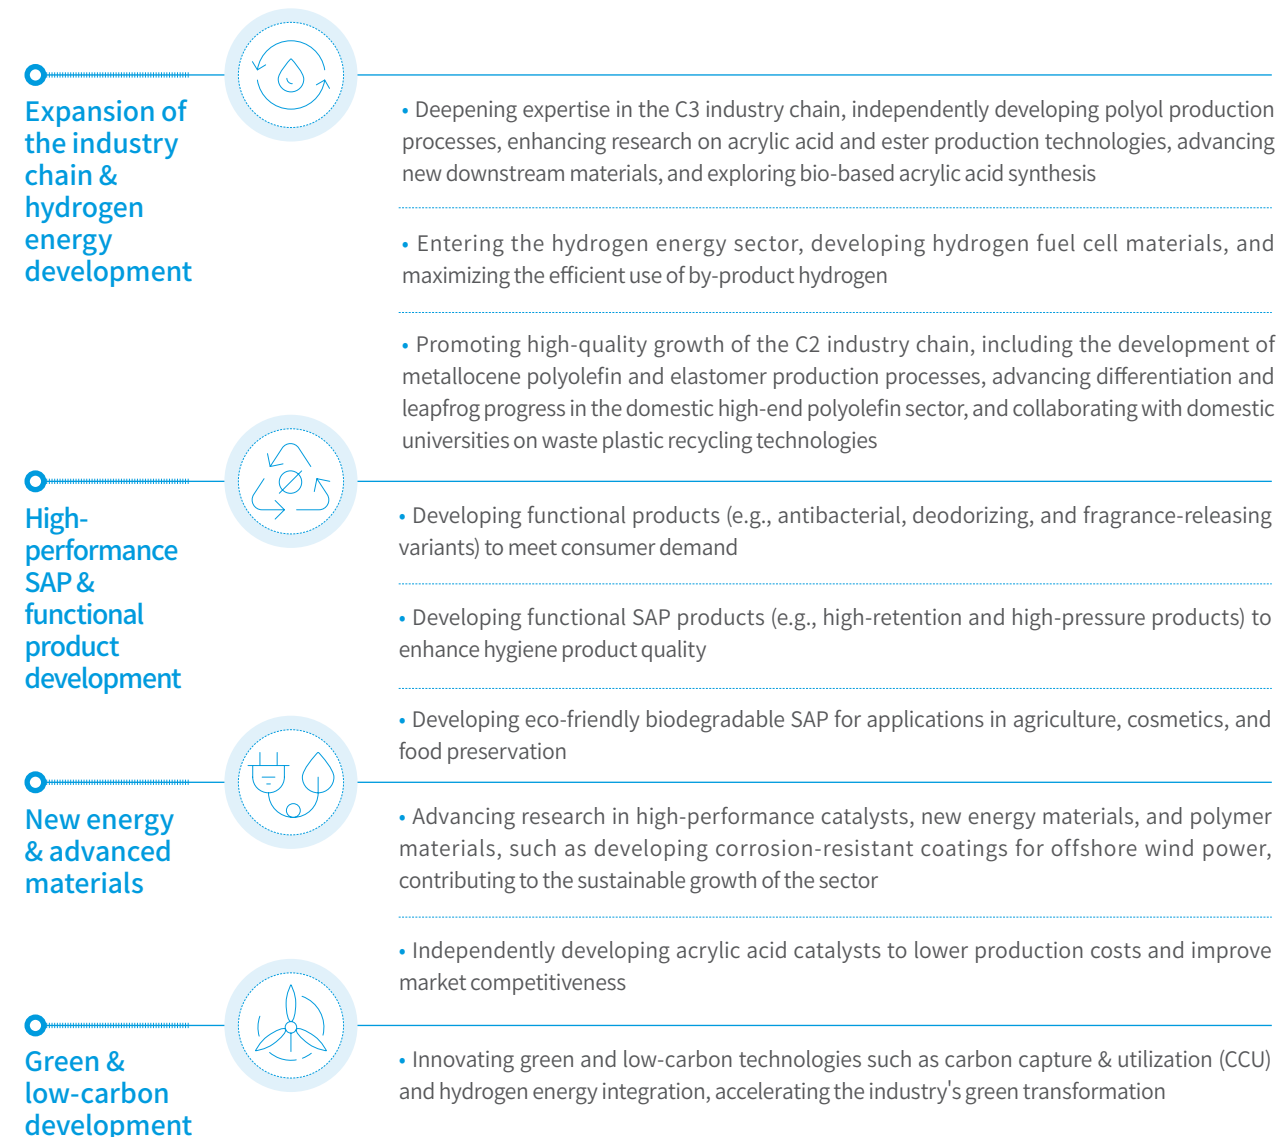 Expansion of
the industry
chain &
hydrogen
energy
development
• Deepening expertise in the C3 industry chain, independently developing polyol production
processes, enhancing research on acrylic acid and ester production technologies, advancing
new downstream materials, and exploring bio-based acrylic acid synthesis
• Entering the hydrogen energy sector, developing hydrogen fuel cell materials, and
maximizing the efficient use of by-product hydrogen
• Promoting high-quality growth of the C2 industry chain, including the development of
metallocene polyolefin and elastomer production processes, advancing differentiation and
leapfrog progress in the domestic high-end polyolefin sector, and collaborating with domestic
universities on waste plastic recycling technologies
High-
performance
SAP &
functional
product
development
• Developing functional products (e.g., antibacterial, deodorizing, and fragrance-releasing
variants) to meet consumer demand
• Developing functional SAP products (e.g., high-retention and high-pressure products) to
enhance hygiene product quality
• Developing eco-friendly biodegradable SAP for applications in agriculture, cosmetics, and
food preservation
New energy
& advanced
materials
• Advancing research in high-performance catalysts, new energy materials, and polymer
materials, such as developing corrosion-resistant coatings for offshore wind power,
contributing to the sustainable growth of the sector
• Independently developing acrylic acid catalysts to lower production costs and improve
market competitiveness
Green &
low-carbon
development
• Innovating green and low-carbon technologies such as carbon capture & utilization (CCU)
and hydrogen energy integration, accelerating the industry's green transformation